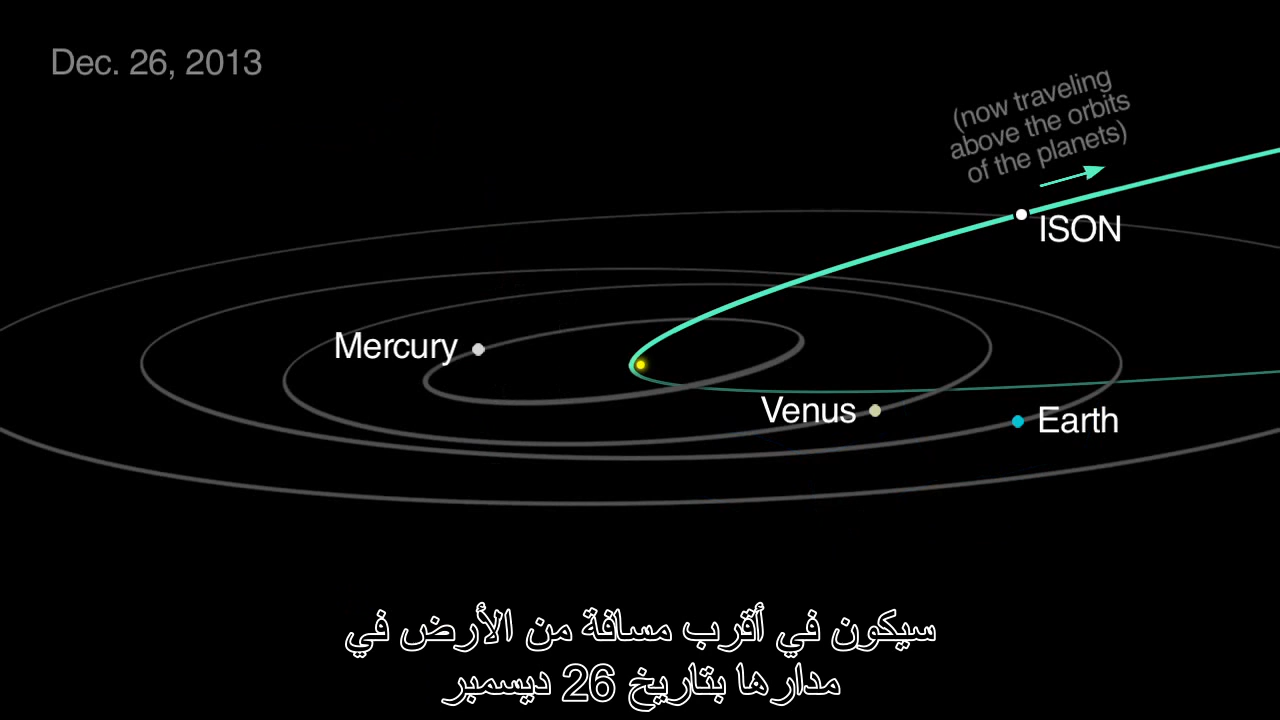 Dec. 26, 2013
(now traveling
above the orbits
of the planets)
ISON
Mercury
Venus
Earth
سيكون في أقرب مسافة من الأرض في
مدارها بتاريخ 26 ديسمبر